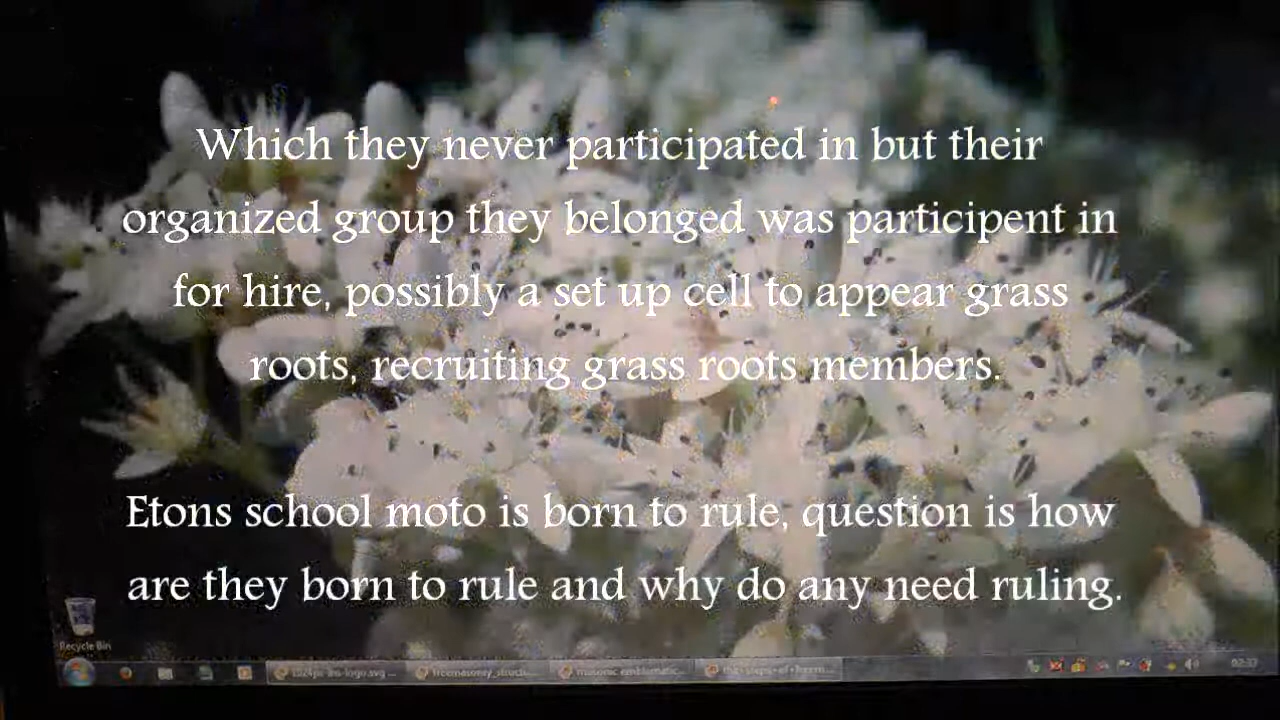 Which they never participated in but their
organized group they belonged was participent in
for hire, possibly a set up cell to appear grass
roots, recruiting grass roots members.
Etons school moto is born to rule, question is how
are they born to rule and why do any need ruling.
Recycle Bin